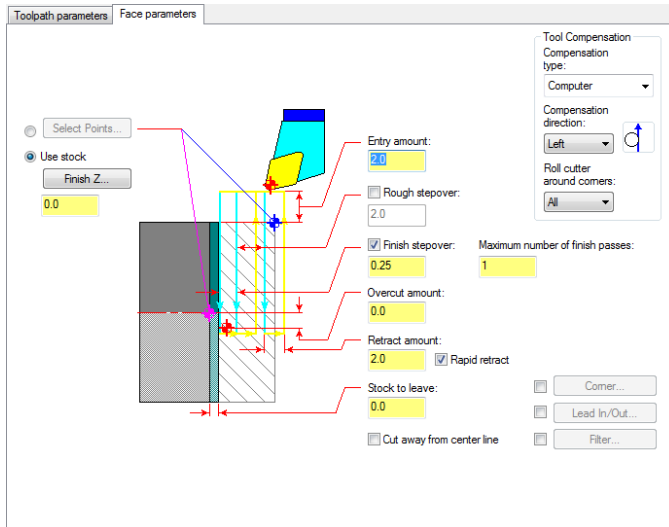 Toolpath parameters
Face parameters
Tool Compensation
Compensation
type:
Computer
Compensation
direction:
Left
Roll cutter
around corners:
All
Select Points...
Use stock
Finish Z...
0.0
Entry amount:
2.0
Rough stepover:
2.0
Finish stepover:
0.25
Maximum number of finish passes:
1
Overcut amount:
0.0
Retract amount:
2.0
Rapid retract
Stock to leave:
0.0
Cut away from center line
Corner...
Lead In/Out...
Filter...